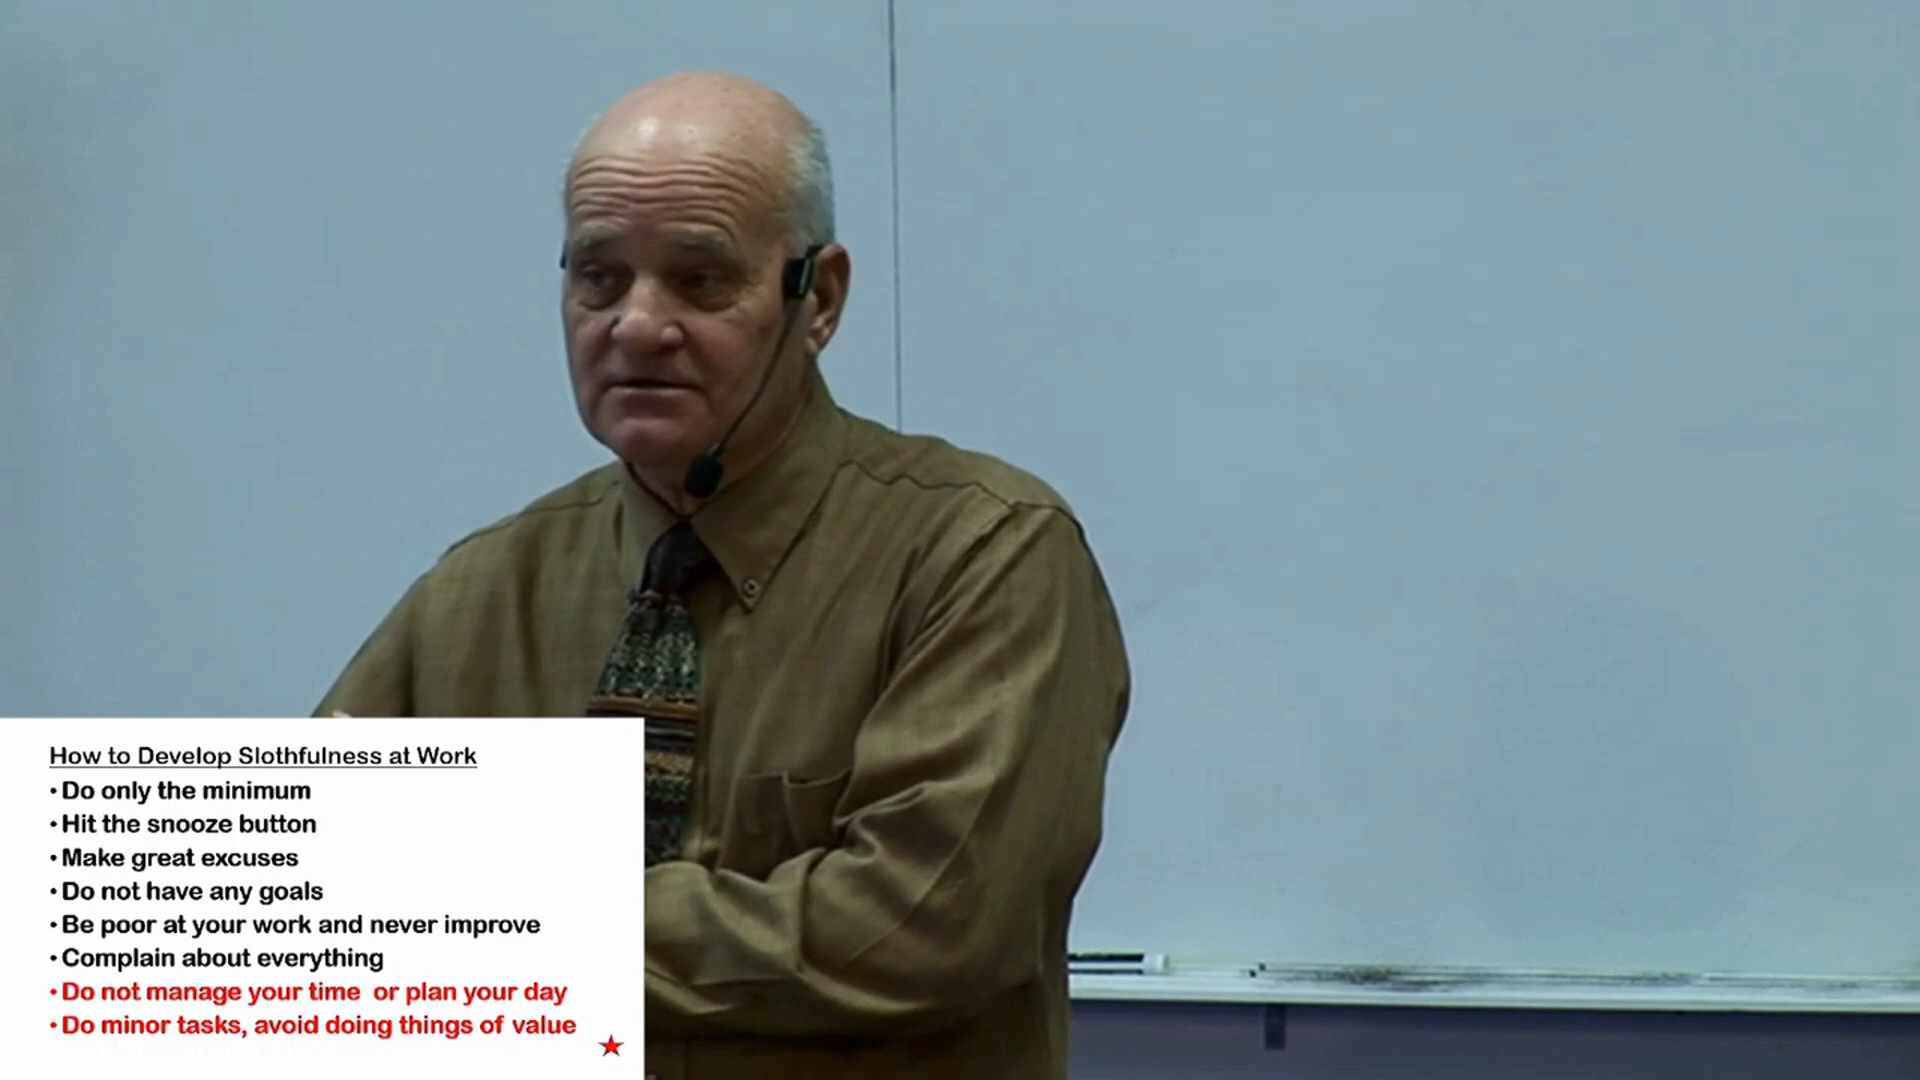 How to Develop Slothfulness at Work
• Do only the minimum
• Hit the snooze button
• Make great excuses
• Do not have any goals
• Be poor at your work and never improve
• Complain about everything
• Do not manage your time  or plan your day
• Do minor tasks, avoid doing things of value